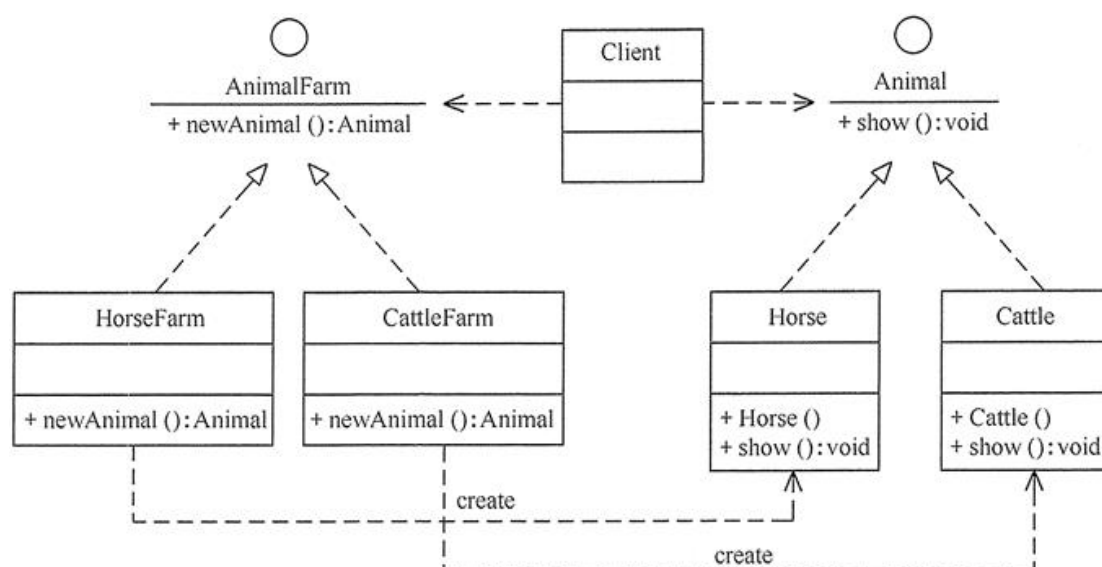 AnimalFarm
+ newAnimal (): Animal
Client
Animal
+ show (): void
HorseFarm
+ newAnimal (): Animal
CattleFarm
+ newAnimal (): Animal
Horse
+ Horse ()
+ show (): void
Cattle
+ Cattle ()
+ show (): void
create
create